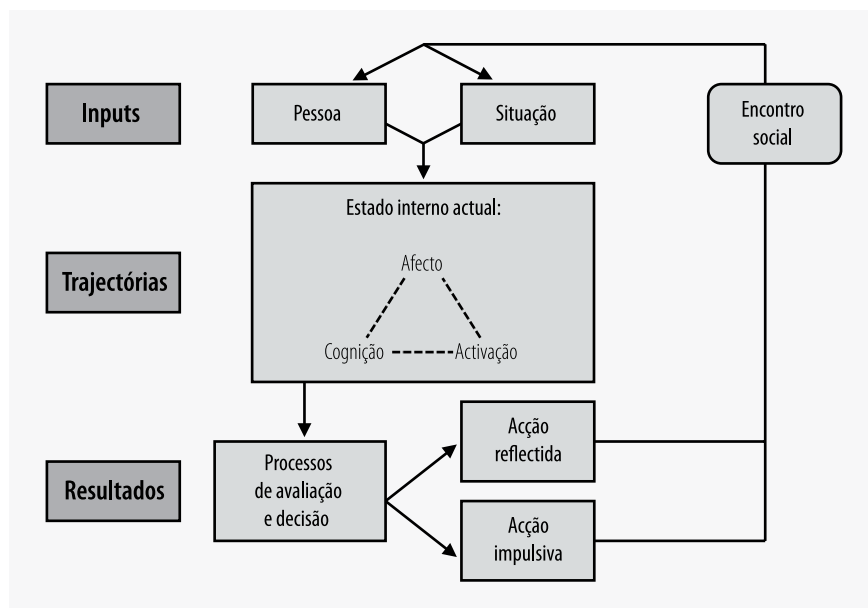 Inputs
Pessoa
Situação
Encontro
social
Trajectórias
Estado interno actual:
Afecto
Cognição
Activação
Resultados
Processos
de avaliação
e decisão
Acção
reflectida
Acção
impulsiva